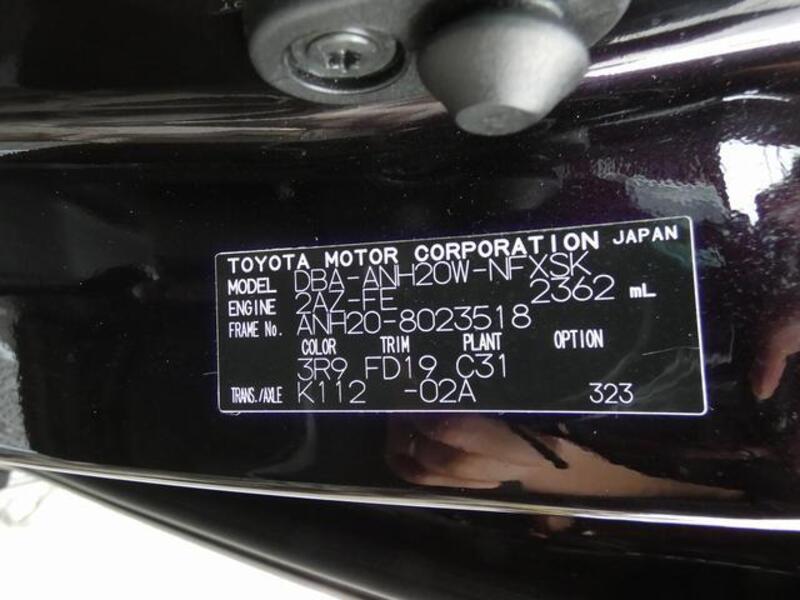 TOYOTA MOTOR CORPORATION JAPAN
MODEL DBA-ANH20W-NFXSK
ENGINE 2AZ-FE 2362 mL
FRAME No. ANH20-8023518
COLOR TRIM PLANT OPTION
3R9 FD19 C31
TRANS./AXLE K112 -02A 323